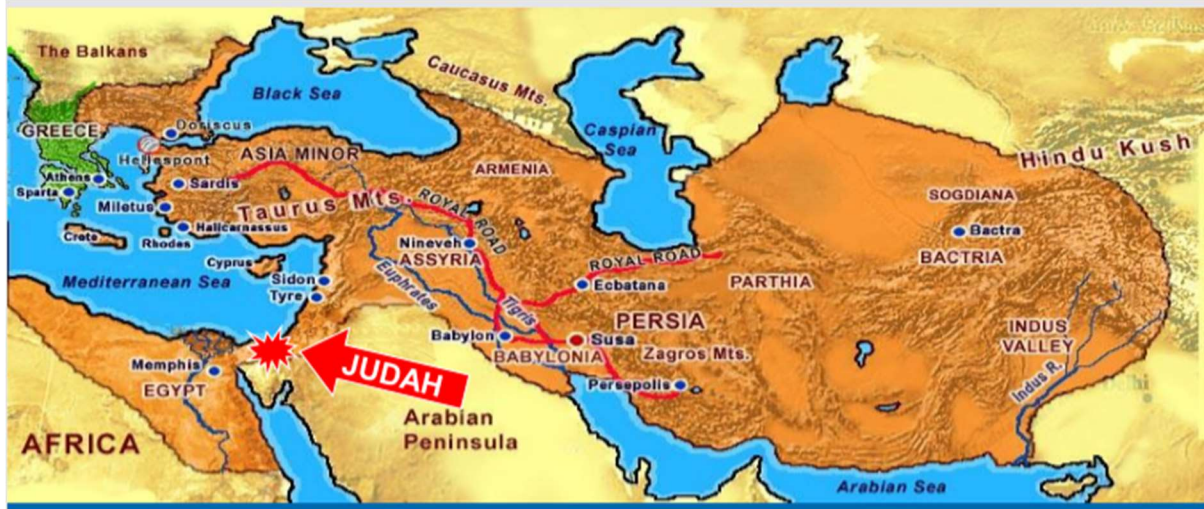 The Balkans
Black Sea
Caucasus Mts.
Caspian
Sea
Hindu Kush
GREECE
Doriscus
Hellespont
ASIA MINOR
ARMENIA
SOGDIANA
Athens
Sparta
Sardis
Miletus
Taurus Mts.
ROYAL ROAD
Halicarnassus
Rhodes
Crete
Nineveh
ASSYRIA
ROYAL ROAD
Bactra
BACTRIA
Cyprus
Mediterranean Sea
Sidon
Tyre
Euphrates
Tigris
Ecbatana
PARTHIA
Babylon
BABYLONIA
PERSIA
Susa
Zagros Mts.
INDUS
VALLEY
Indus R.
Delhi
Memphis
EGYPT
JUDAH
Persepolis
Arabian
Peninsula
AFRICA
Arabian Sea